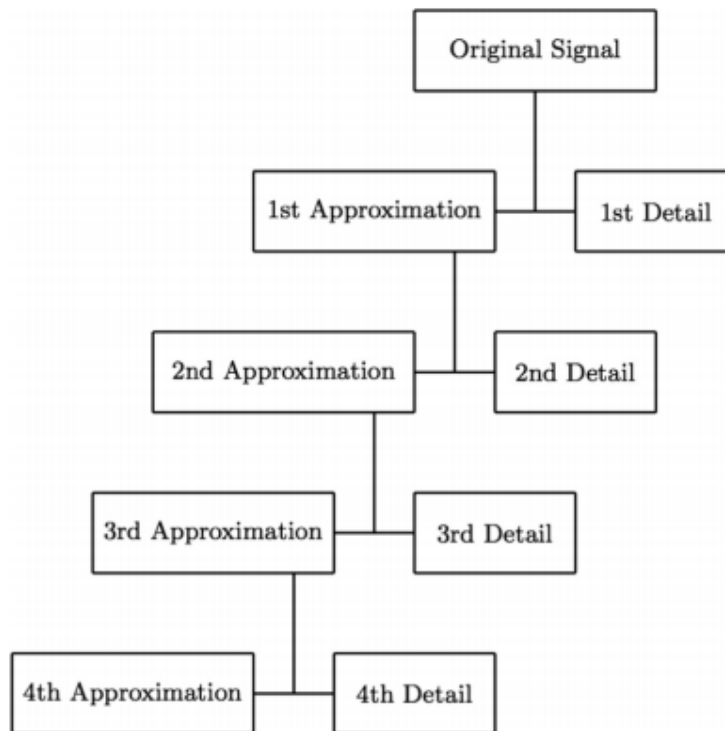 Original Signal
1st Approximation
1st Detail
2nd Approximation
2nd Detail
3rd Approximation
3rd Detail
4th Approximation
4th Detail